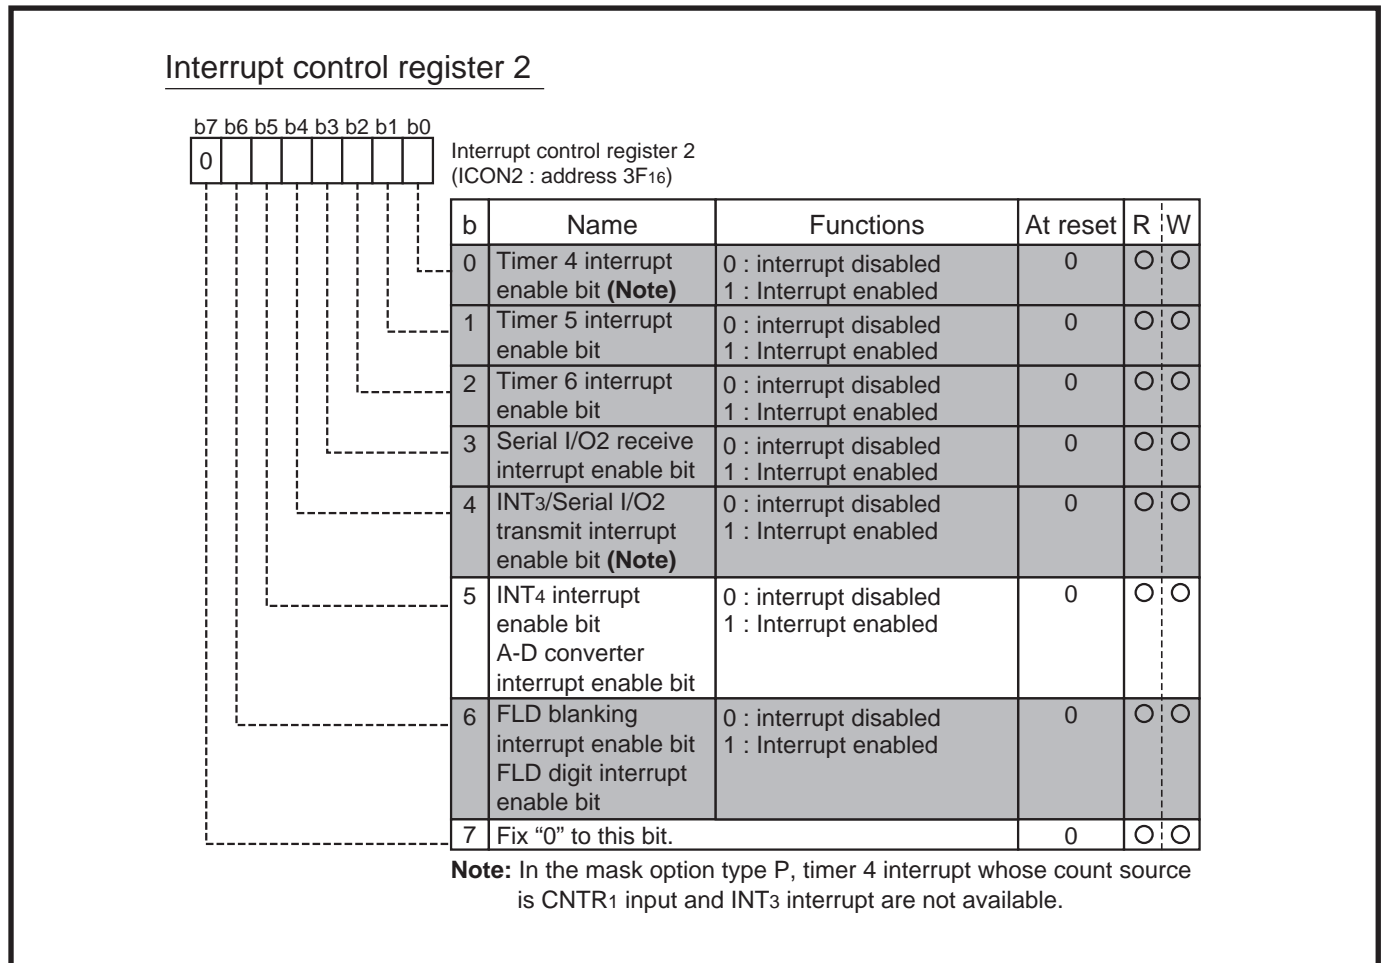 Interrupt control register 2
b7 b6 b5 b4 b3 b2 b1 b0
0
Interrupt control register 2
(ICON2 : address 3F16)
b Name Functions At reset R W
0 Timer 4 interrupt 0 : interrupt disabled 0 ○ ○
enable bit (Note) 1 : Interrupt enabled
1 Timer 5 interrupt 0 : interrupt disabled 0 ○ ○
enable bit 1 : Interrupt enabled
2 Timer 6 interrupt 0 : interrupt disabled 0 ○ ○
enable bit 1 : Interrupt enabled
3 Serial I/O2 receive 0 : interrupt disabled 0 ○ ○
interrupt enable bit 1 : Interrupt enabled
4 INT3/Serial I/O2 0 : interrupt disabled 0 ○ ○
transmit interrupt 1 : Interrupt enabled
enable bit (Note)
5 INT4 interrupt 0 : interrupt disabled 0 ○ ○
enable bit 1 : Interrupt enabled
A-D converter
interrupt enable bit
6 FLD blanking 0 : interrupt disabled 0 ○ ○
interrupt enable bit 1 : Interrupt enabled
FLD digit interrupt
enable bit
7 Fix “0” to this bit. 0 ○ ○
Note: In the mask option type P, timer 4 interrupt whose count source
is CNTR1 input and INT3 interrupt are not available.